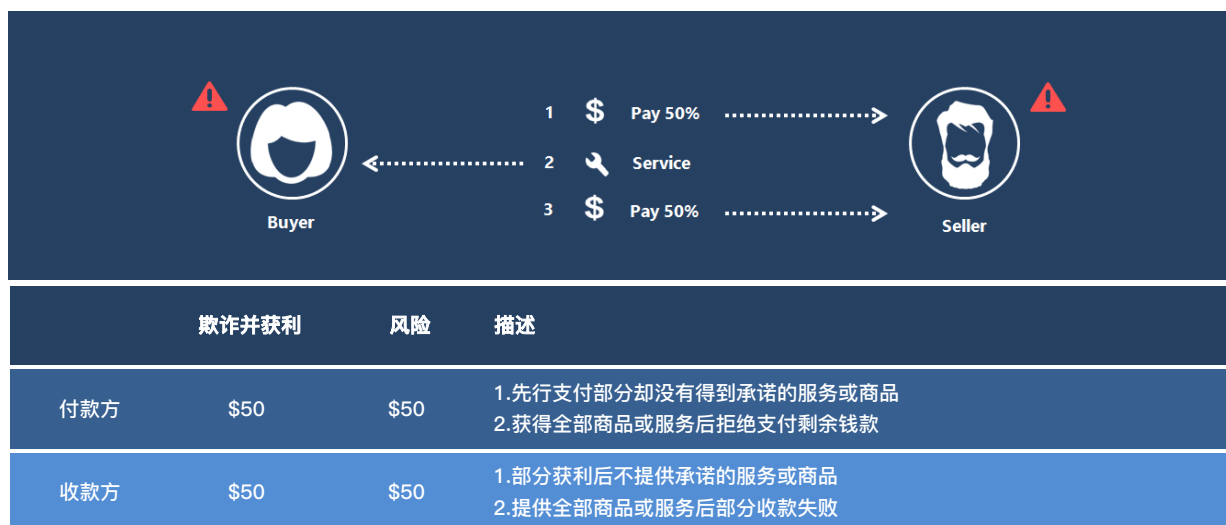 1 $ Pay 50%
2 Service
3 $ Pay 50%
Buyer
Seller
欺诈并获利 风险 描述
付款方 $50 $50 1.先行支付部分却没有得到承诺的服务或商品
2.获得全部商品或服务后拒绝支付剩余钱款
收款方 $50 $50 1.部分获利后不提供承诺的服务或商品
2.提供全部商品或服务后部分收款失败